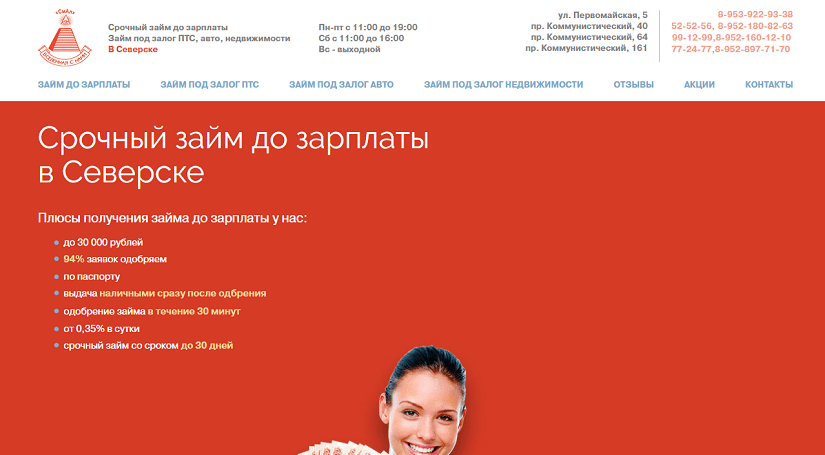 «СмАл»
ВСЕЛЕННАЯ С НАМИ
Срочный займ до зарплаты
Займ под залог ПТС, авто, недвижимости
В Северске
Пн-пт с 11:00 до 19:00
Сб с 11:00 до 16:00
Вс - выходной
ул. Первомайская, 5
пр. Коммунистический, 40
пр. Коммунистический, 64
пр. Коммунистический, 161
8-953-922-93-38
52-52-56, 8-952-180-82-63
99-12-99,8-952-160-12-10
77-24-77,8-952-897-71-70
ЗАЙМ ДО ЗАРПЛАТЫ
ЗАЙМ ПОД ЗАЛОГ ПТС
ЗАЙМ ПОД ЗАЛОГ АВТО
ЗАЙМ ПОД ЗАЛОГ НЕДВИЖИМОСТИ
ОТЗЫВЫ
АКЦИИ
КОНТАКТЫ
Срочный займ до зарплаты
в Северске
Плюсы получения займа до зарплаты у нас:
до 30 000 рублей
94% заявок одобряем
по паспорту
выдача наличными сразу после одбрения
одобрение займа в течение 30 минут
от 0,35% в сутки
срочный займ со сроком до 30 дней